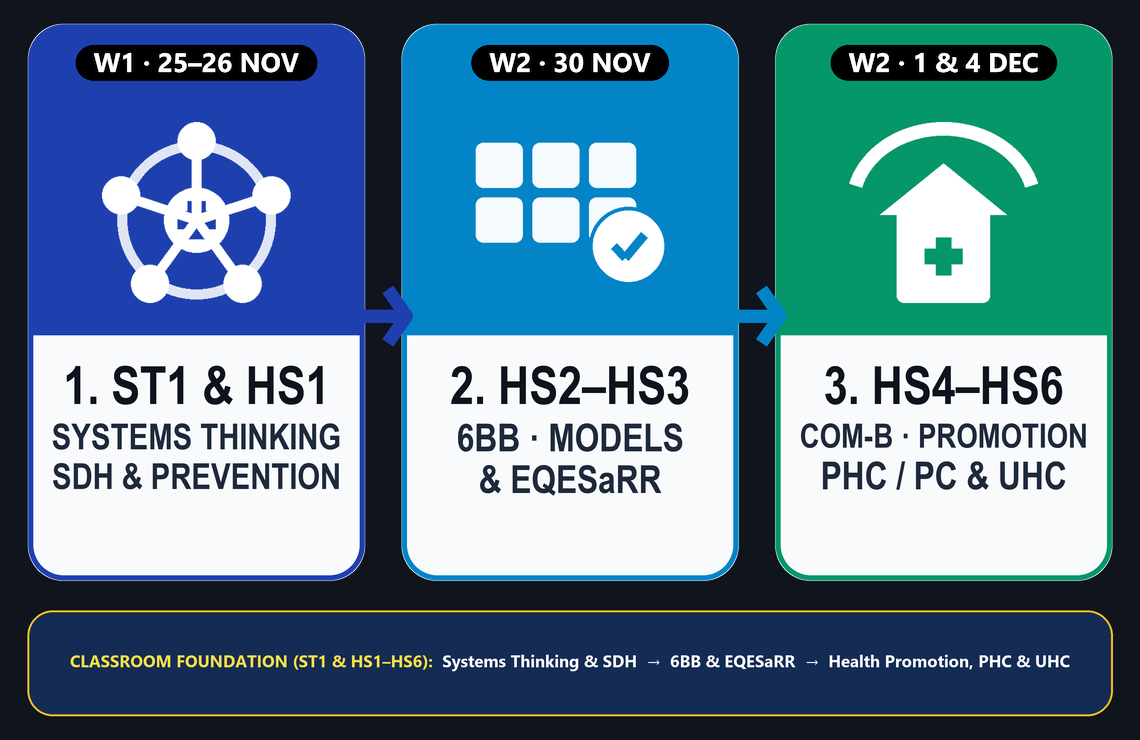 W1 · 25–26 NOV
1. ST1 & HS1
SYSTEMS THINKING
SDH & PREVENTION
W2 · 30 NOV
2. HS2–HS3
6BB · MODELS
& EQESaRR
W2 · 1 & 4 DEC
3. HS4–HS6
COM-B · PROMOTION
PHC / PC & UHC
CLASSROOM FOUNDATION (ST1 & HS1–HS6): Systems Thinking & SDH → 6BB & EQESaRR → Health Promotion, PHC & UHC